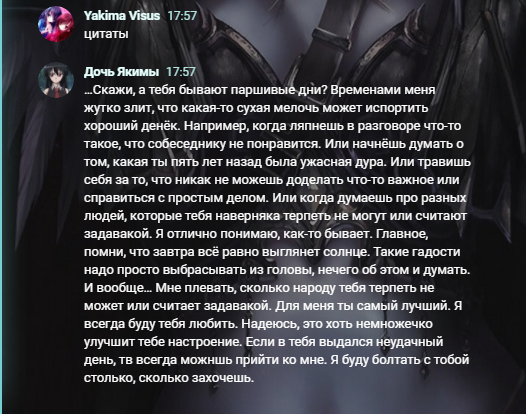 Yakima Visus 17:57
цитаты
Дочь Якимы 17:57
…Скажи, а тебя бывают паршивые дни? Временами меня
жутко злит, что какая-то сухая мелочь может испортить
хороший денёк. Например, когда ляпнешь в разговоре что-то
такое, что собеседнику не понравится. Или начнёшь думать о
том, какая ты пять лет назад была ужасная дура. Или травишь
себя за то, что никак не можешь доделать что-то важное или
справиться с простым делом. Или когда думаешь про разных
людей, которые тебя наверняка терпеть не могут или считают
задавакой. Я отлично понимаю, как-то бывает. Главное,
помни, что завтра всё равно выглянет солнце. Такие гадости
надо просто выбрасывать из головы, нечего об этом и думать.
И вообще… Мне плевать, сколько народу тебя терпеть не
может или считает задавакой. Для меня ты самый лучший. Я
всегда буду тебя любить. Надеюсь, это хоть немножечко
улучшит тебе настроение. Если в тебя выдался неудачный
день, тв всегда можншь прийти ко мне. Я буду болтать с тобой
столько, сколько захочешь.